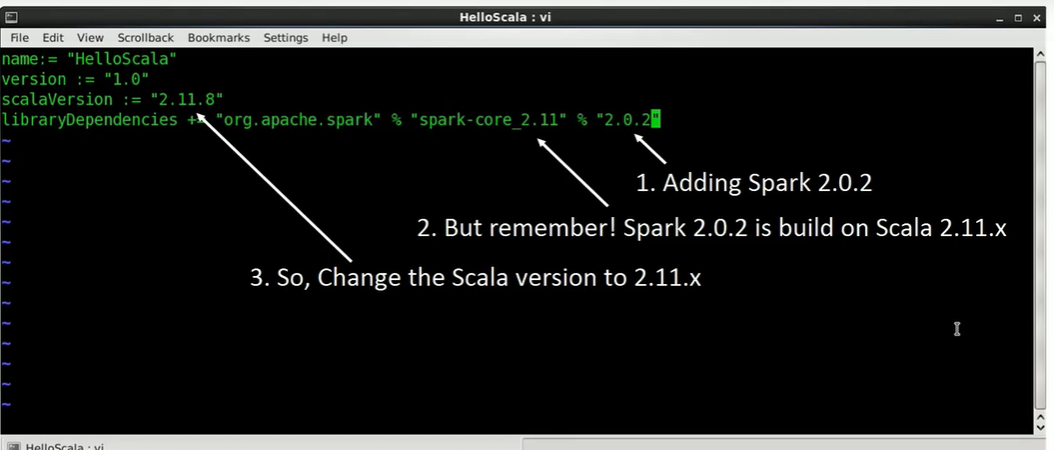 HelloScala : vi
File Edit View Scrollback Bookmarks Settings Help
name:= "HelloScala"
version := "1.0"
scalaVersion := "2.11.8"
libraryDependencies += "org.apache.spark" % "spark-core_2.11" % "2.0.2"
~
~
~
~
~
~
~
~
~
~
~
~
~
~
1. Adding Spark 2.0.2
2. But remember! Spark 2.0.2 is build on Scala 2.11.x
3. So, Change the Scala version to 2.11.x
HelloScala : vi